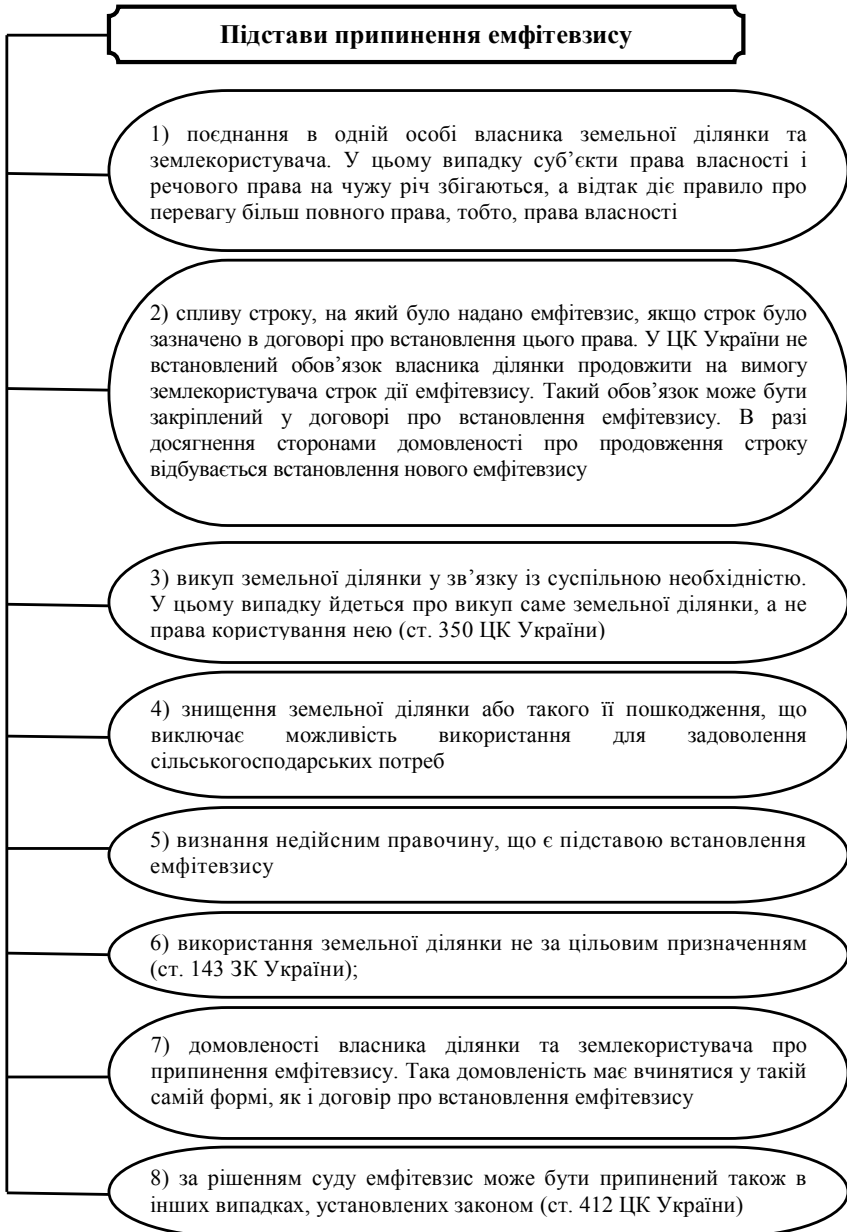 Підстави припинення емфітевзису
1) поєднання в одній особі власника земельної ділянки та
землекористувача. У цьому випадку суб’єкти права власності і
речового права на чужу річ збігаються, а відтак діє правило про
перевагу більш повного права, тобто, права власності
2) спливу строку, на який було надано емфітевзис, якщо строк було
зазначено в договорі про встановлення цього права. У ЦК України не
встановлений обов’язок власника ділянки продовжити на вимогу
землекористувача строк дії емфітевзису. Такий обов’язок може бути
закріплений у договорі про встановлення емфітевзису. В разі
досягнення сторонами домовленості про продовження строку
відбувається встановлення нового емфітевзису
3) викуп земельної ділянки у зв’язку із суспільною необхідністю.
У цьому випадку йдеться про викуп саме земельної ділянки, а не
права користування нею (ст. 350 ЦК України)
4) знищення земельної ділянки або такого її пошкодження, що
виключає можливість використання для задоволення
сільськогосподарських потреб
5) визнання недійсним правочину, що є підставою встановлення
емфітевзису
6) використання земельної ділянки не за цільовим призначенням
(ст. 143 ЗК України);
7) домовленості власника ділянки та землекористувача про
припинення емфітевзису. Така домовленість має вчинятися у такій
самій формі, як і договір про встановлення емфітевзису
8) за рішенням суду емфітевзис може бути припинений також в
інших випадках, установлених законом (ст. 412 ЦК України)